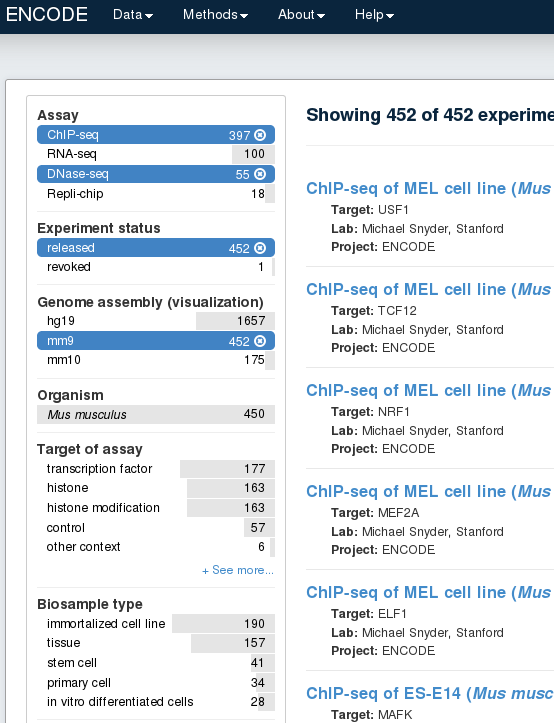 ENCODE Data Methods About Help
Assay
ChIP-seq 397
RNA-seq 100
DNase-seq 55
Repli-chip 18
Experiment status
released 452
revoked 1
Genome assembly (visualization)
hg19 1657
mm9 452
mm10 175
Organism
Mus musculus 450
Target of assay
transcription factor 177
histone 163
histone modification 163
control 57
other context 6
+ See more...
Biosample type
immortalized cell line 190
tissue 157
stem cell 41
primary cell 34
in vitro differentiated cells 28
Showing 452 of 452 experime
ChIP-seq of MEL cell line (Mus
Target: USF1
Lab: Michael Snyder, Stanford
Project: ENCODE
ChIP-seq of MEL cell line (Mus
Target: TCF12
Lab: Michael Snyder, Stanford
Project: ENCODE
ChIP-seq of MEL cell line (Mus
Target: NRF1
Lab: Michael Snyder, Stanford
Project: ENCODE
ChIP-seq of MEL cell line (Mus
Target: MEF2A
Lab: Michael Snyder, Stanford
Project: ENCODE
ChIP-seq of MEL cell line (Mus
Target: ELF1
Lab: Michael Snyder, Stanford
Project: ENCODE
ChIP-seq of ES-E14 (Mus musc
Target: MAFK